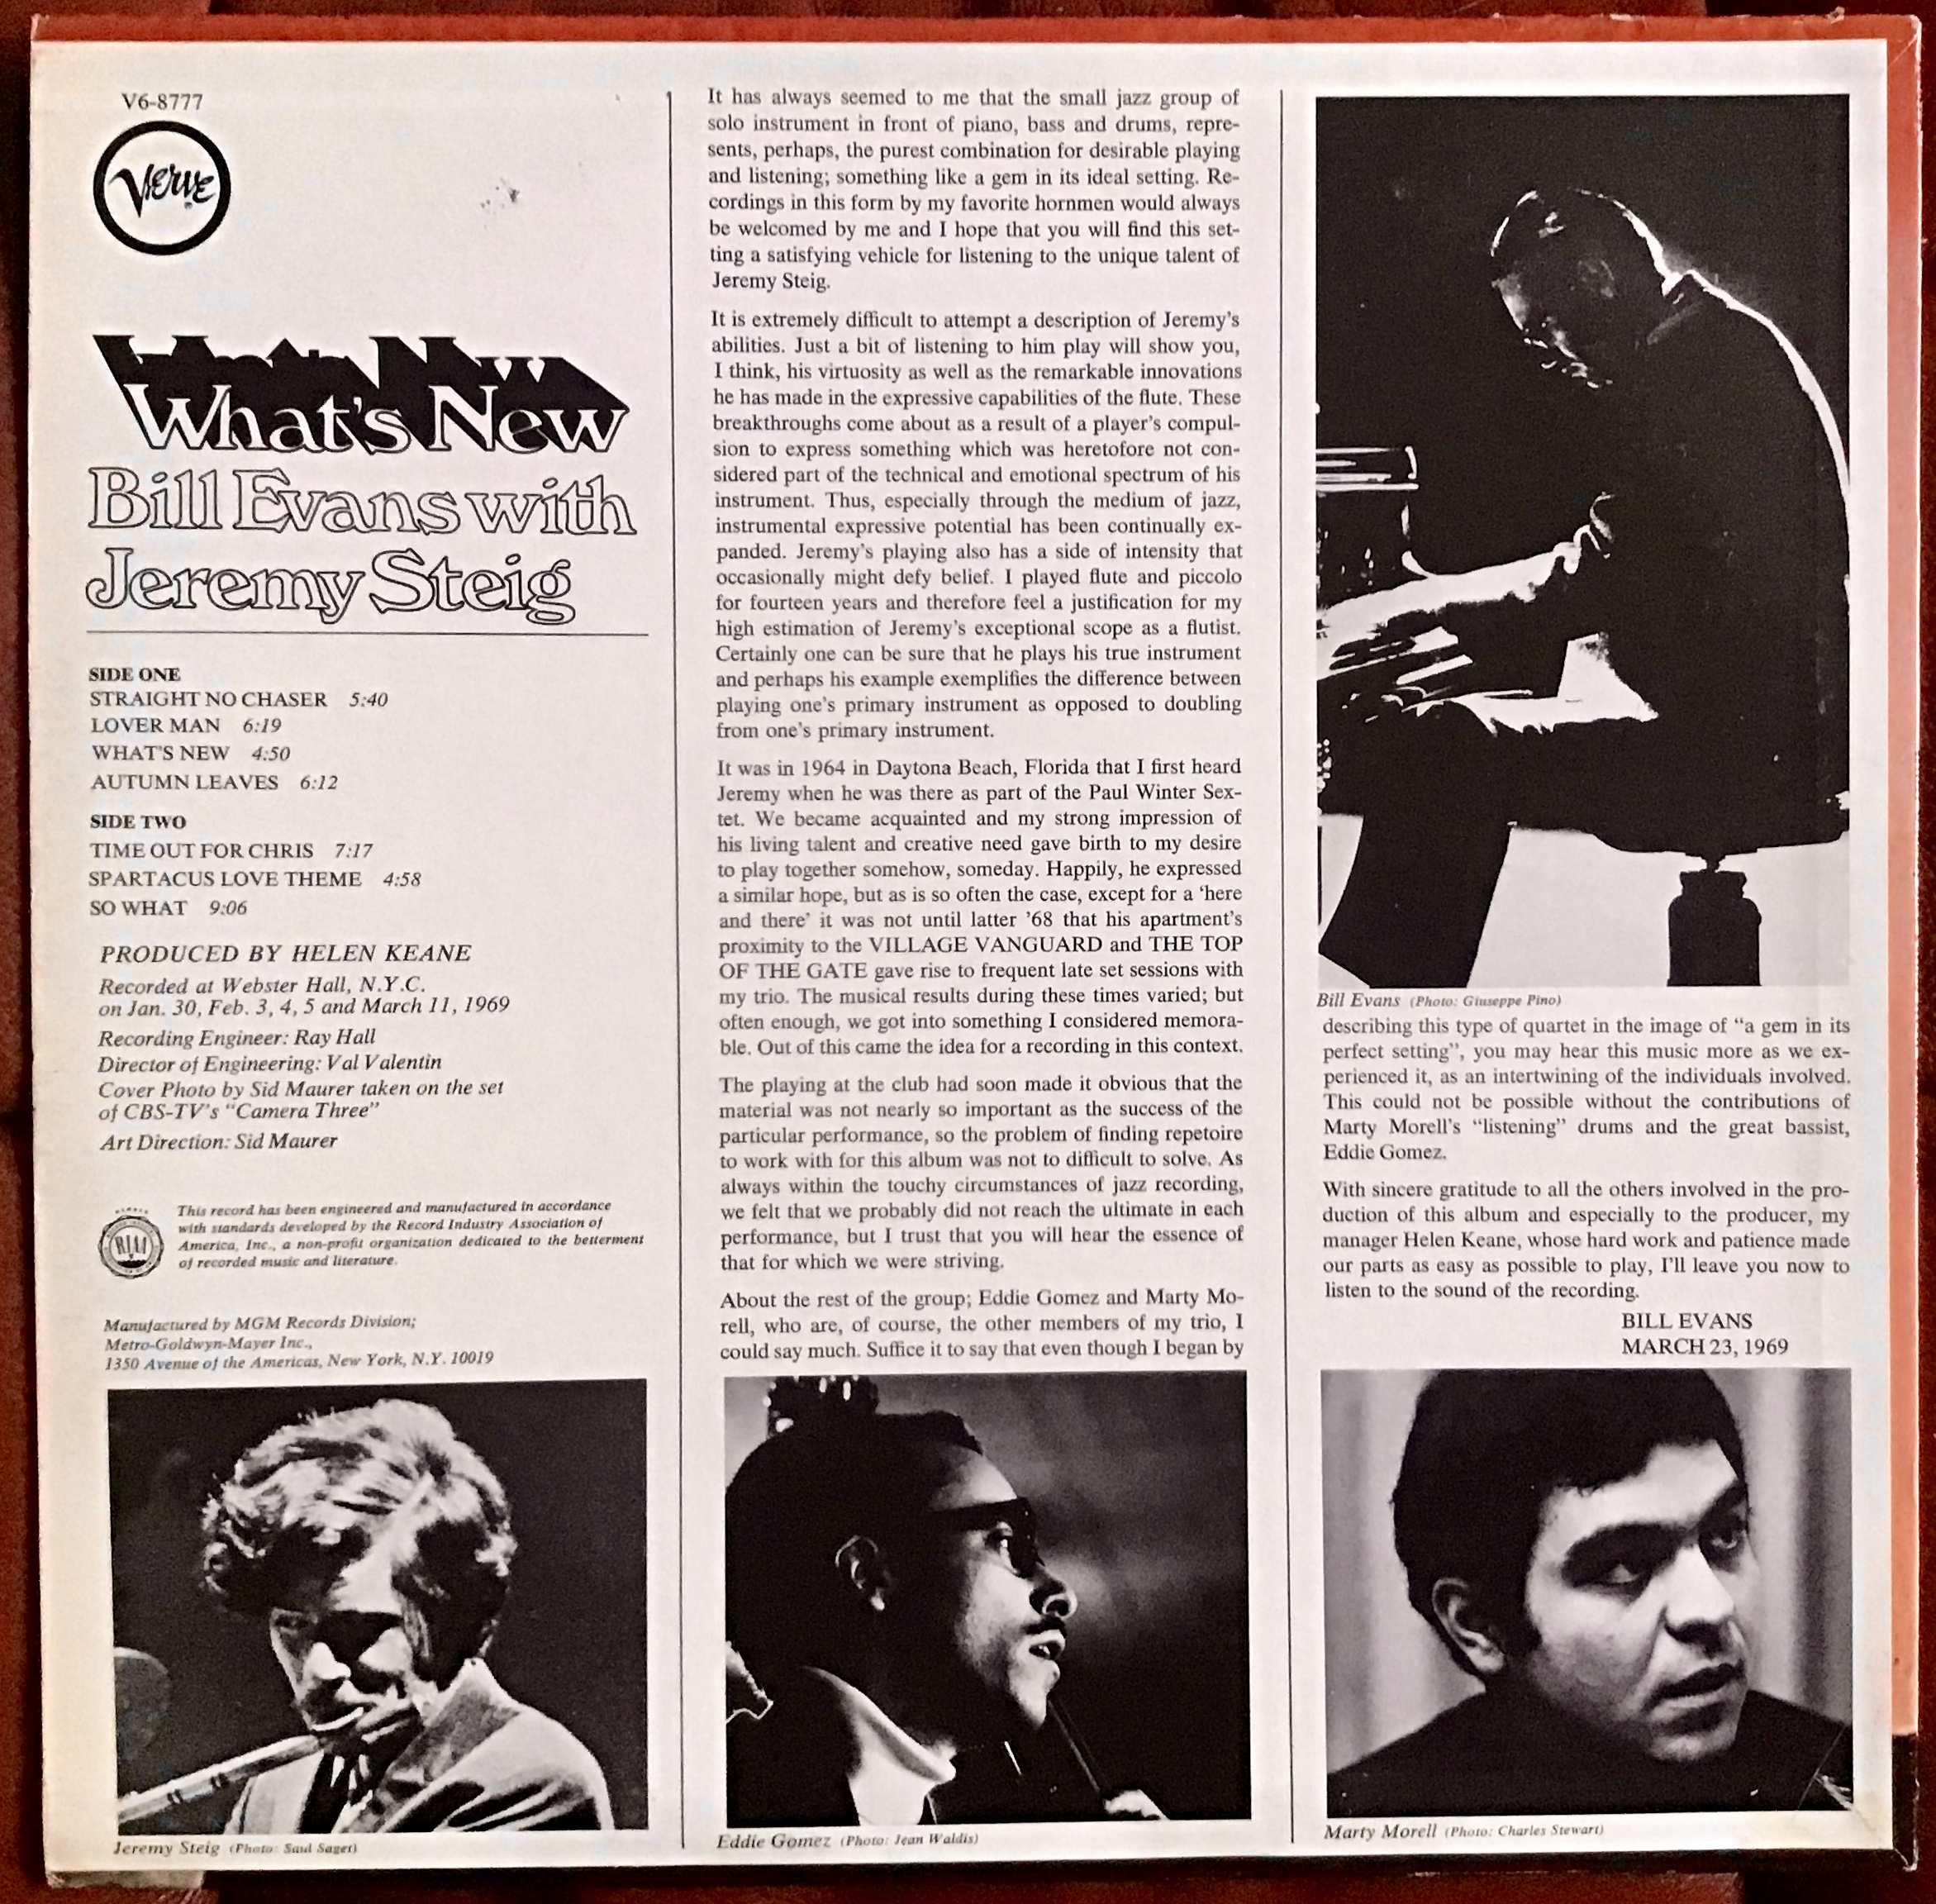 V6-8777
Verve
What's New
Bill Evans with
Jeremy Steig
SIDE ONE
STRAIGHT NO CHASER 5:40
LOVER MAN 6:19
WHAT'S NEW 4:50
AUTUMN LEAVES 6:12
SIDE TWO
TIME OUT FOR CHRIS 7:17
SPARTACUS LOVE THEME 4:58
SO WHAT 9:06
PRODUCED BY HELEN KEANE
Recorded at Webster Hall, N.Y.C.
on Jan. 30, Feb. 3, 4, 5 and March 11, 1969
Recording Engineer: Ray Hall
Director of Engineering: Val Valentin
Cover Photo by Sid Maurer taken on the set
of CBS-TV's "Camera Three"
Art Direction: Sid Maurer
RIAA
This record has been engineered and manufactured in accordance
with standards developed by the Record Industry Association of
America, Inc., a non-profit organization dedicated to the betterment
of recorded music and literature.
Manufactured by MGM Records Division;
Metro-Goldwyn-Mayer Inc.,
1350 Avenue of the Americas, New York, N.Y. 10019
Jeremy Steig (Photo: Saul Saget)
It has always seemed to me that the small jazz group of
solo instrument in front of piano, bass and drums, repre-
sents, perhaps, the purest combination for desirable playing
and listening; something like a gem in its ideal setting. Re-
cordings in this form by my favorite hornmen would always
be welcomed by me and I hope that you will find this set-
ting a satisfying vehicle for listening to the unique talent of
Jeremy Steig.
It is extremely difficult to attempt a description of Jeremy's
abilities. Just a bit of listening to him play will show you,
I think, his virtuosity as well as the remarkable innovations
he has made in the expressive capabilities of the flute. These
breakthroughs come about as a result of a player's compul-
sion to express something which was heretofore not con-
sidered part of the technical and emotional spectrum of his
instrument. Thus, especially through the medium of jazz,
instrumental expressive potential has been continually ex-
panded. Jeremy's playing also has a side of intensity that
occasionally might defy belief. I played flute and piccolo
for fourteen years and therefore feel a justification for my
high estimation of Jeremy's exceptional scope as a flutist.
Certainly one can be sure that he plays his true instrument
and perhaps his example exemplifies the difference between
playing one's primary instrument as opposed to doubling
from one's primary instrument.
It was in 1964 in Daytona Beach, Florida that I first heard
Jeremy when he was there as part of the Paul Winter Sex-
tet. We became acquainted and my strong impression of
his living talent and creative need gave birth to my desire
to play together somehow, someday. Happily, he expressed
a similar hope, but as is so often the case, except for a 'here
and there' it was not until latter '68 that his apartment's
proximity to the VILLAGE VANGUARD and THE TOP
OF THE GATE gave rise to frequent late set sessions with
my trio. The musical results during these times varied; but
often enough, we got into something I considered memora-
ble. Out of this came the idea for a recording in this context.
The playing at the club had soon made it obvious that the
material was not nearly so important as the success of the
particular performance, so the problem of finding repetoire
to work with for this album was not to difficult to solve. As
always within the touchy circumstances of jazz recording,
we felt that we probably did not reach the ultimate in each
performance, but I trust that you will hear the essence of
that for which we were striving.
About the rest of the group; Eddie Gomez and Marty Mo-
rell, who are, of course, the other members of my trio, I
could say much. Suffice it to say that even though I began by
Eddie Gomez (Photo: Jean Waldis)
Bill Evans (Photo: Giuseppe Pino)
describing this type of quartet in the image of "a gem in its
perfect setting", you may hear this music more as we ex-
perienced it, as an intertwining of the individuals involved.
This could not be possible without the contributions of
Marty Morell's "listening" drums and the great bassist,
Eddie Gomez.
With sincere gratitude to all the others involved in the pro-
duction of this album and especially to the producer, my
manager Helen Keane, whose hard work and patience made
our parts as easy as possible to play, I'll leave you now to
listen to the sound of the recording.
BILL EVANS
MARCH 23, 1969
Marty Morell (Photo: Charles Stewart)